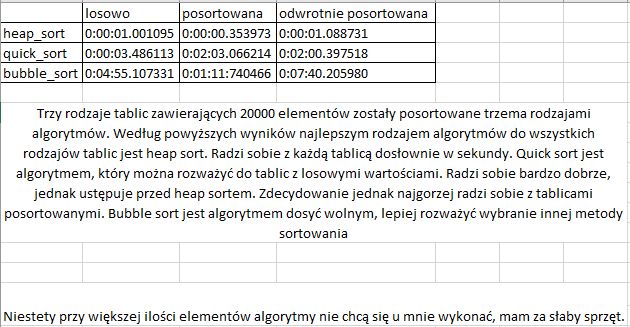 losowo posortowana odwrotnie posortowana
heap_sort 0:00:01.001095 0:00:00.353973 0:00:01.088731
quick_sort 0:00:03.486113 0:02:03.066214 0:02:00.397518
bubble_sort 0:04:55.107331 0:01:11:740466 0:07:40.205980
Trzy rodzaje tablic zawierających 20000 elementów zostały posortowane trzema rodzajami
algorytmów. Według powyższych wyników najlepszym rodzajem algorytmów do wszystkich
rodzajów tablic jest heap sort. Radzi sobie z każdą tablicą dosłownie w sekundy. Quick sort jest
algorytmem, który można rozważyć do tablic z losowymi wartościami. Radzi sobie bardzo dobrze,
jednak ustępuje przed heap sortem. Zdecydowanie jednak najgorzej radzi sobie z tablicami
posortowanymi. Bubble sort jest algorytmem dosyć wolnym, lepiej rozważyć wybranie innej metody
sortowania
Niestety przy większej ilości elementów algorytmy nie chcą się u mnie wykonać, mam za słaby sprzęt.